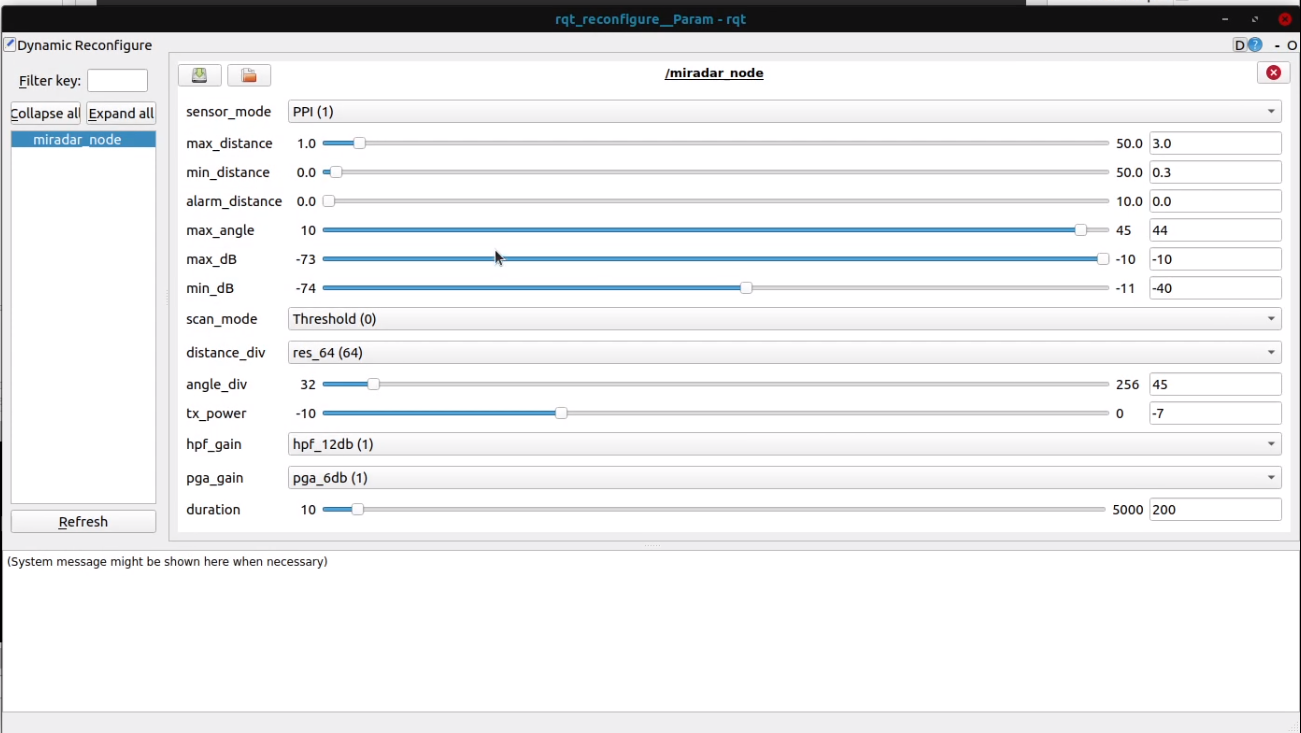 rqt_reconfigure__Param - rqt
Dynamic Reconfigure
D ? - O
Filter key:
Collapse all Expand all
miradar_node
Refresh
/miradar_node
sensor_mode PPI (1)
max_distance 1.0 50.0 3.0
min_distance 0.0 50.0 0.3
alarm_distance 0.0 10.0 0.0
max_angle 10 45 44
max_dB -73 -10 -10
min_dB -74 -11 -40
scan_mode Threshold (0)
distance_div res_64 (64)
angle_div 32 256 45
tx_power -10 0 -7
hpf_gain hpf_12db (1)
pga_gain pga_6db (1)
duration 10 5000 200
(System message might be shown here when necessary)